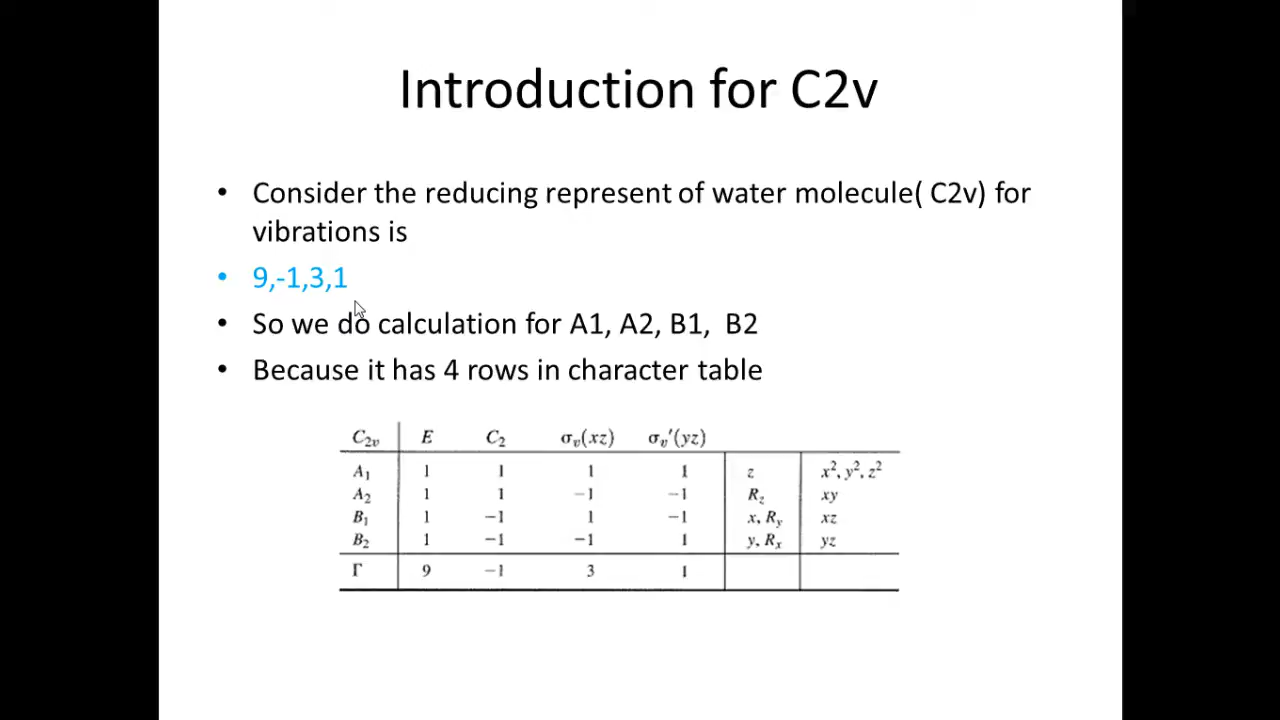 Introduction for C2v
• Consider the reducing represent of water molecule( C2v) for
vibrations is
• 9,-1,3,1
• So we do calculation for A1, A2, B1,  B2
• Because it has 4 rows in character table
C₂ᵥ E C₂ σᵥ(xz) σᵥ′(yz)
A₁ 1 1 1 1 z x², y², z²
A₂ 1 1 −1 −1 R_z xy
B₁ 1 −1 1 −1 x, R_y xz
B₂ 1 −1 −1 1 y, R_x yz
Γ 9 −1 3 1